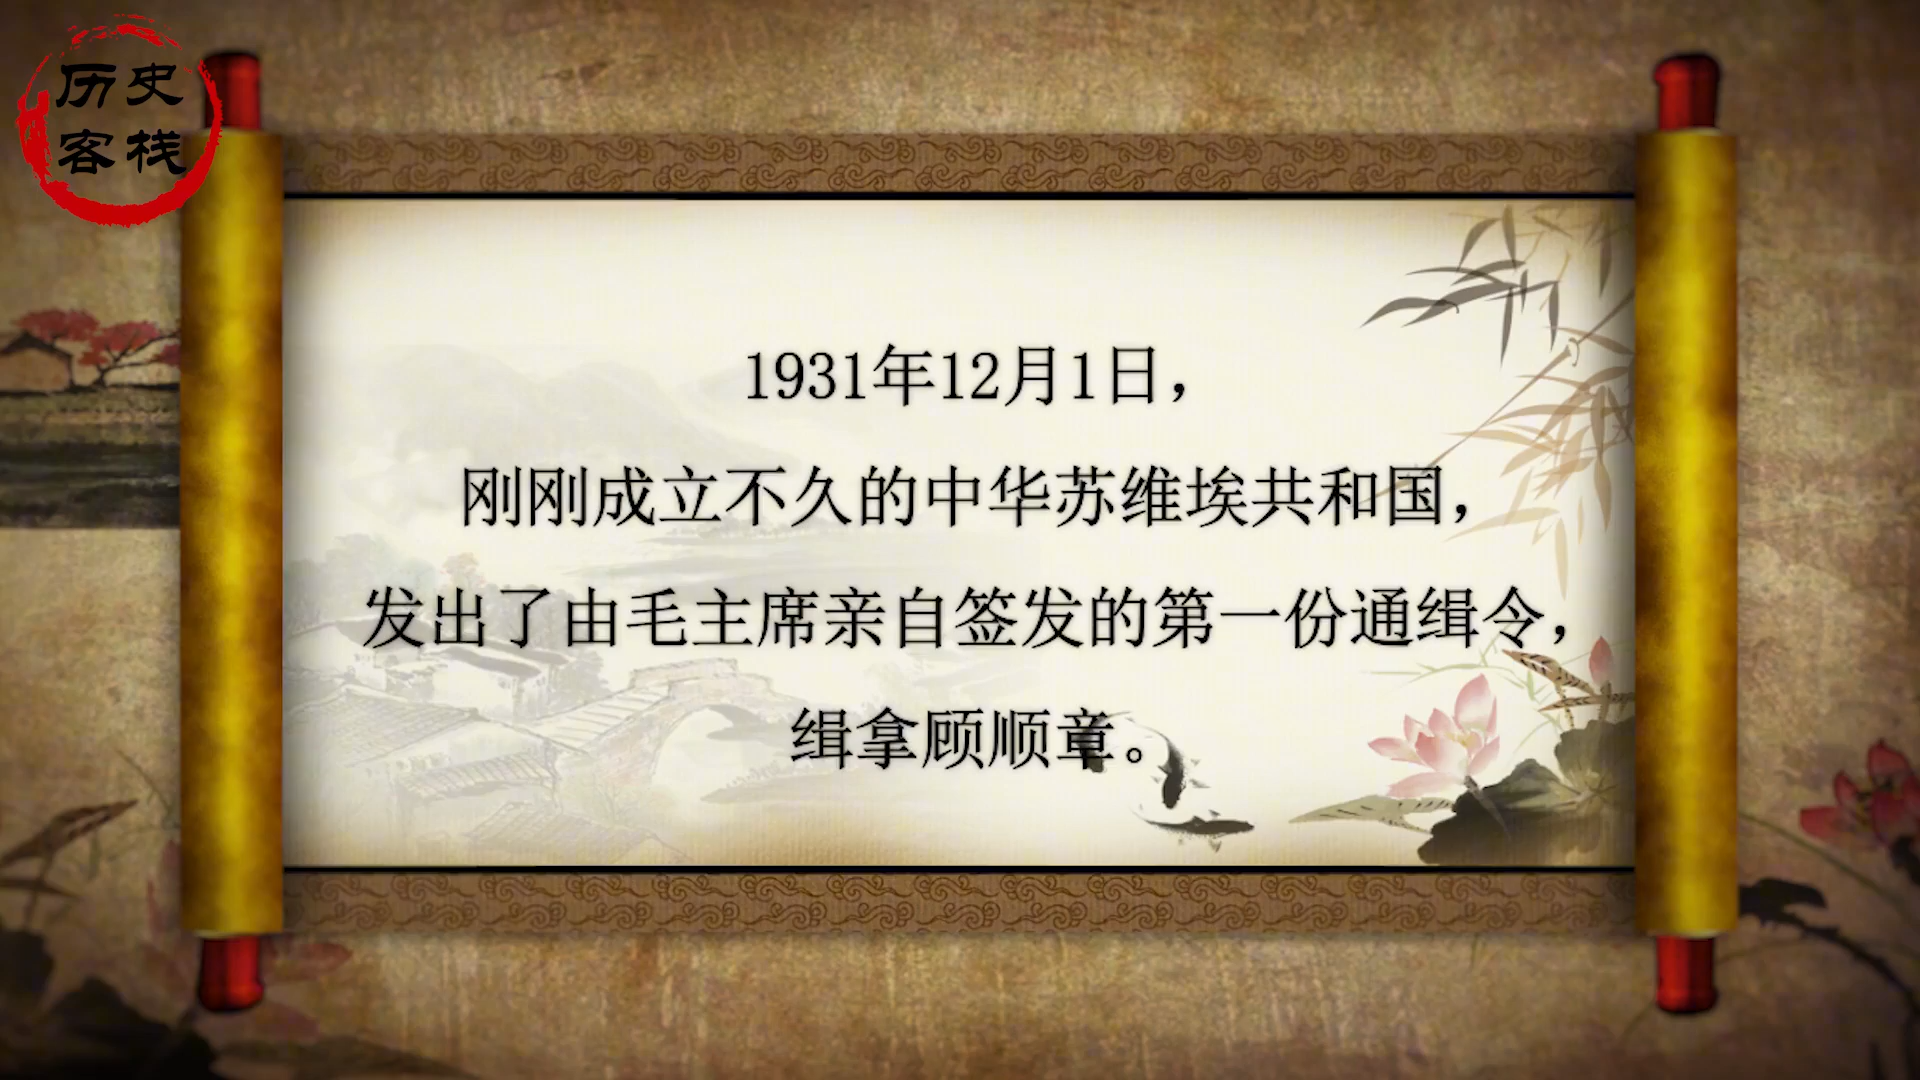 历史
客栈
1931年12月1日，
刚刚成立不久的中华苏维埃共和国，
发出了由毛主席亲自签发的第一份通缉令，
缉拿顾顺章。